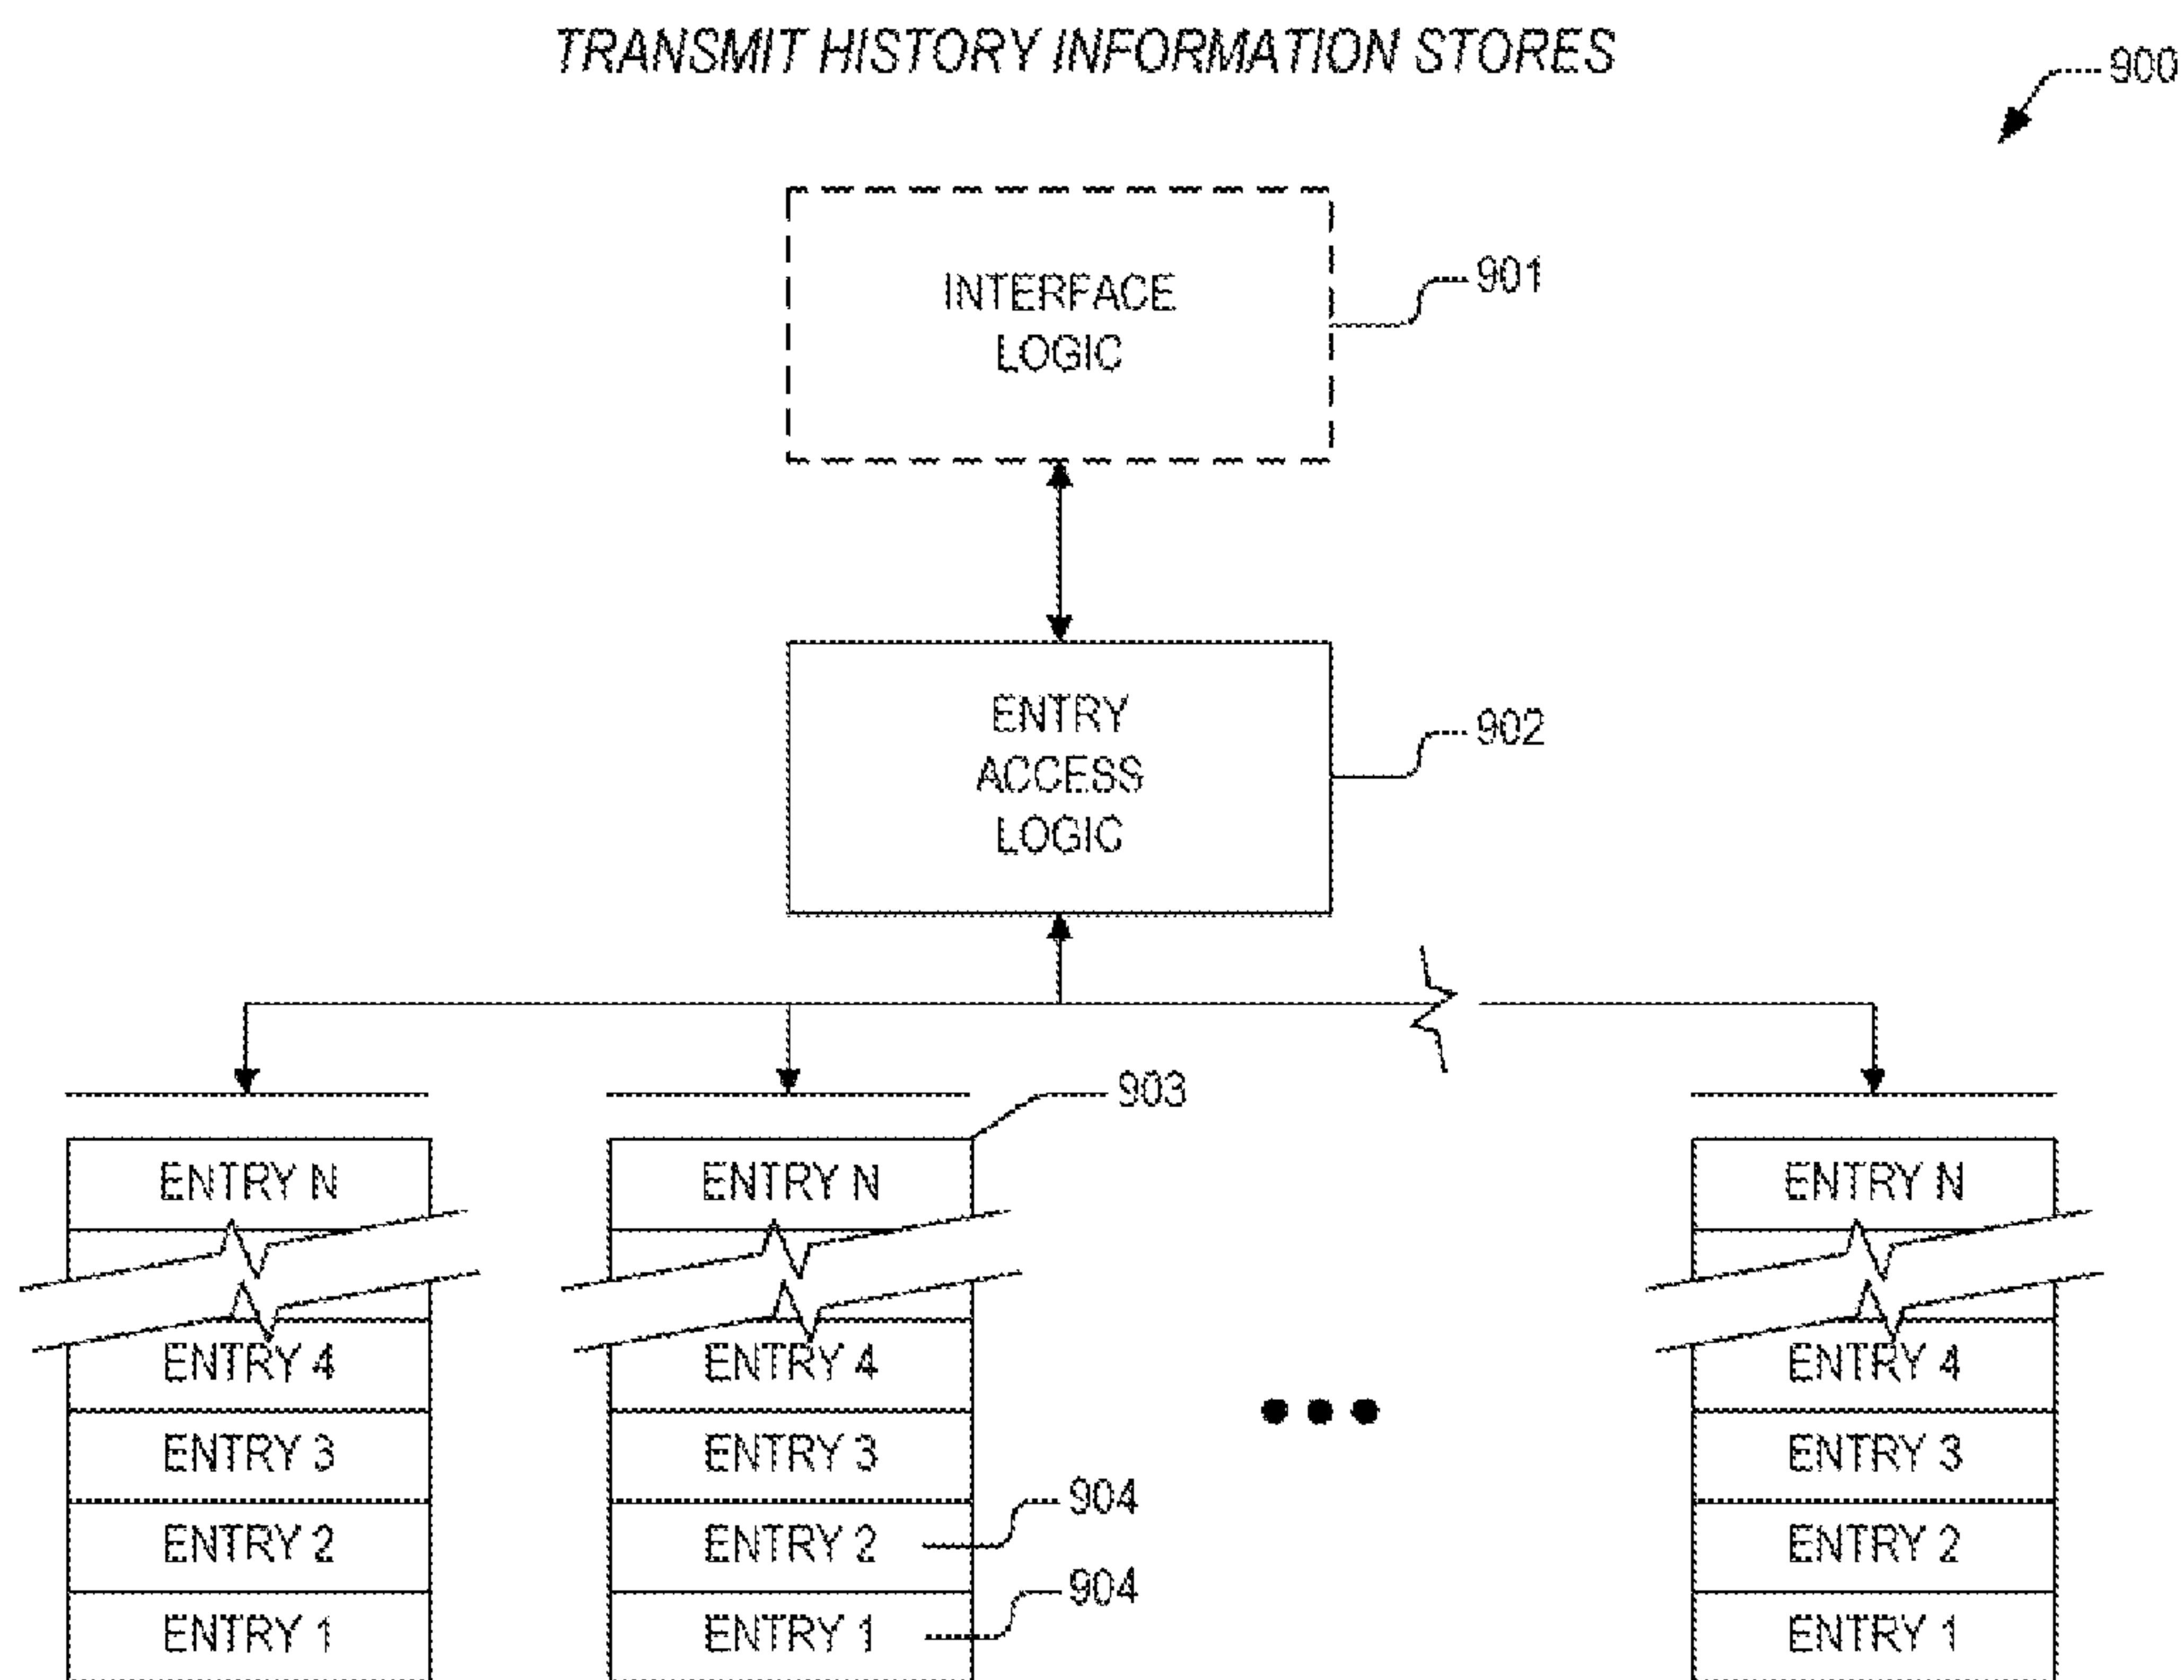 TRANSMIT HISTORY INFORMATION STORES
900
INTERFACE
LOGIC
901
ENTRY
ACCESS
LOGIC
902
903
ENTRY N
ENTRY N
ENTRY N
ENTRY 4
ENTRY 4
ENTRY 4
ENTRY 3
ENTRY 3
ENTRY 3
904
ENTRY 2
ENTRY 2
ENTRY 2
904
ENTRY 1
ENTRY 1
ENTRY 1